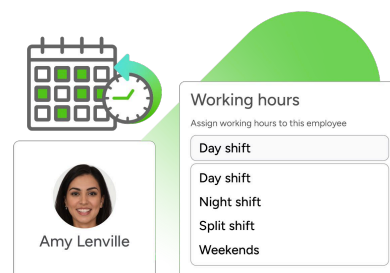 Working hours
Assign working hours to this employee
Day shift
Day shift
Night shift
Split shift
Weekends
Amy Lenville